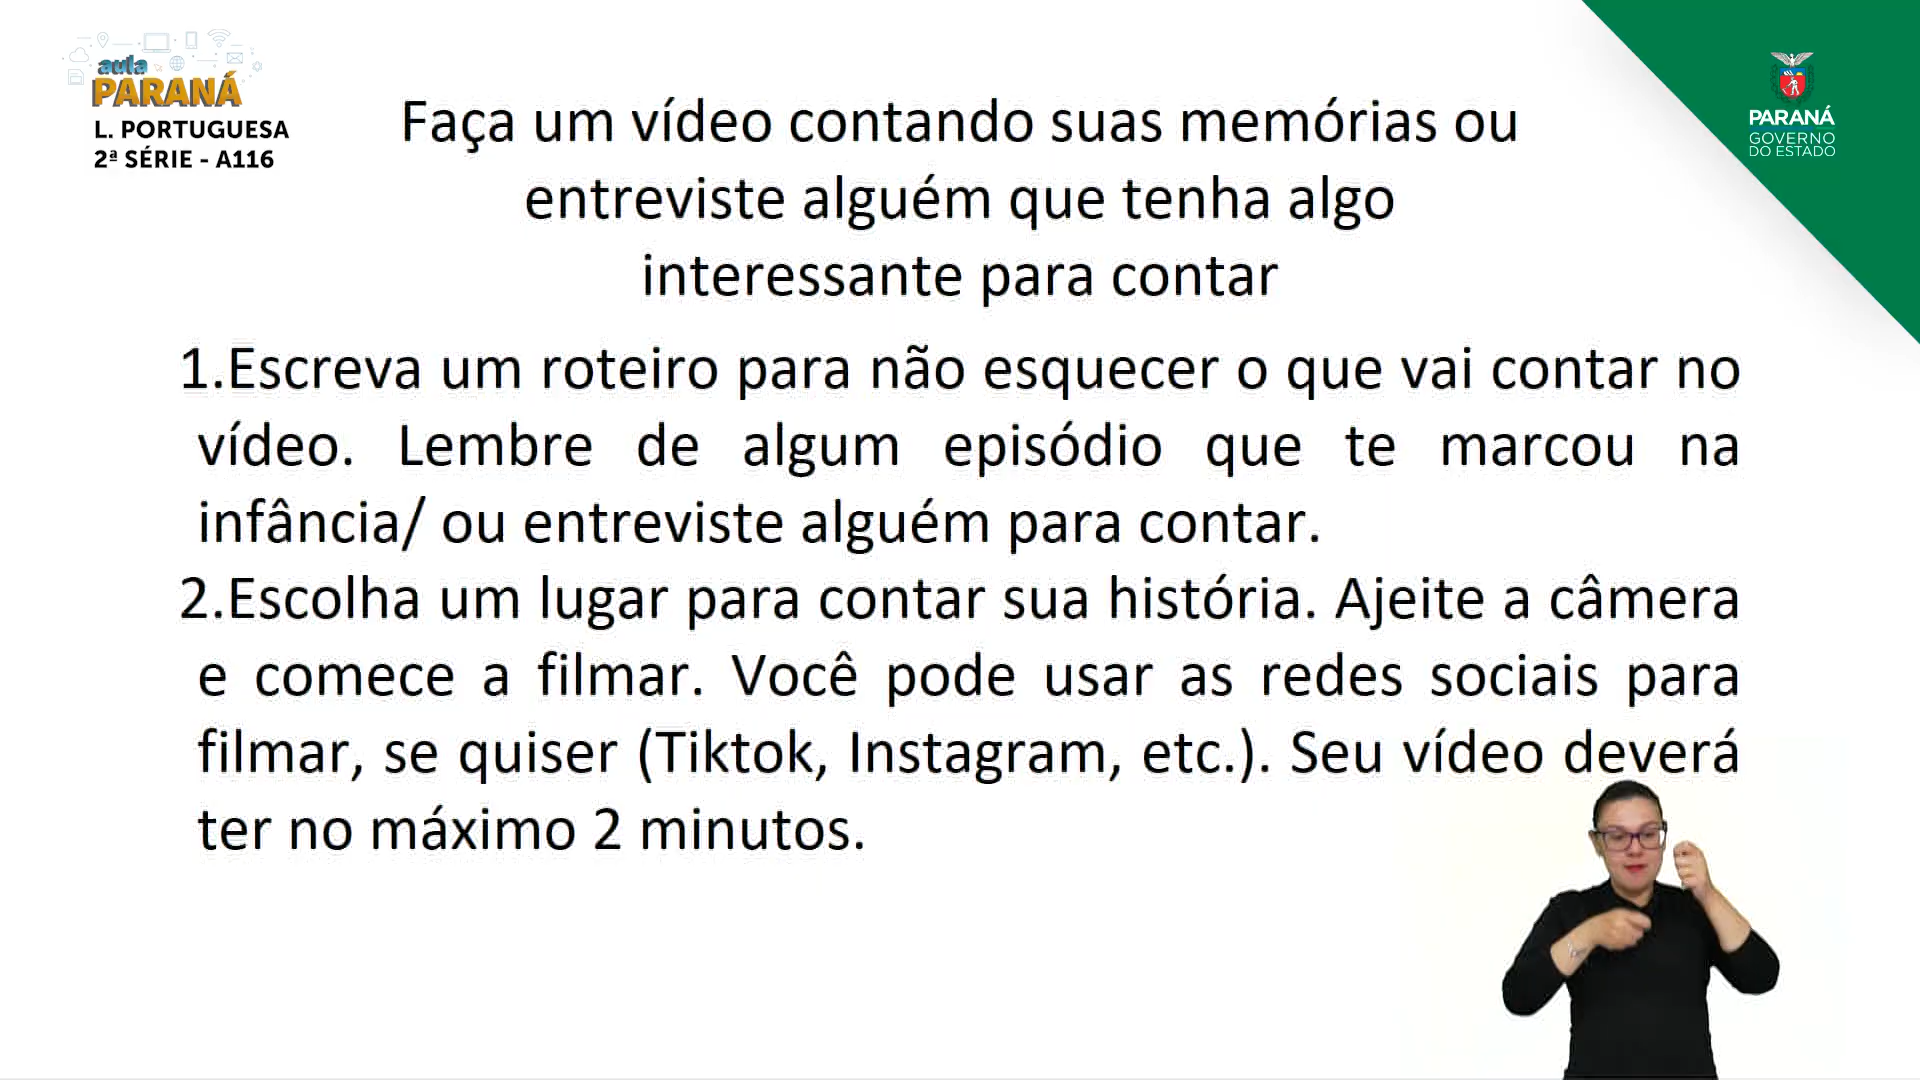 aula
PARANÁ
L. PORTUGUESA
2ª SÉRIE - A116
PARANÁ
GOVERNO
DO ESTADO
Faça um vídeo contando suas memórias ou
entreviste alguém que tenha algo
interessante para contar
1.Escreva um roteiro para não esquecer o que vai contar no
vídeo. Lembre de algum episódio que te marcou na
infância/ ou entreviste alguém para contar.
2.Escolha um lugar para contar sua história. Ajeite a câmera
e comece a filmar. Você pode usar as redes sociais para
filmar, se quiser (Tiktok, Instagram, etc.). Seu vídeo deverá
ter no máximo 2 minutos.